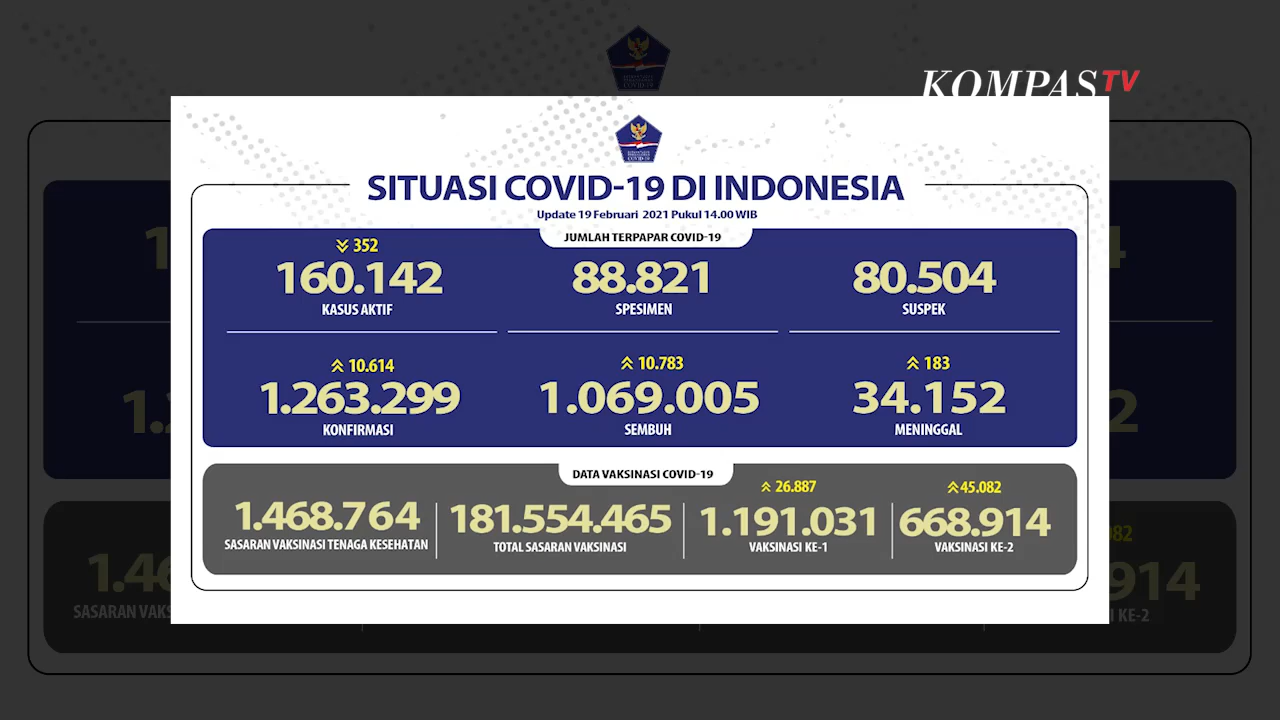 KOMPASTV
SITUASI COVID-19 DI INDONESIA
Update 19 Februari 2021 Pukul 14.00 WIB
JUMLAH TERPAPAR COVID-19
352
160.142
KASUS AKTIF
88.821
SPESIMEN
80.504
SUSPEK
10.614
1.263.299
KONFIRMASI
10.783
1.069.005
SEMBUH
183
34.152
MENINGGAL
DATA VAKSINASI COVID-19
1.468.764
SASARAN VAKSINASI TENAGA KESEHATAN
181.554.465
TOTAL SASARAN VAKSINASI
26.887
1.191.031
VAKSINASI KE-1
45.082
668.914
VAKSINASI KE-2